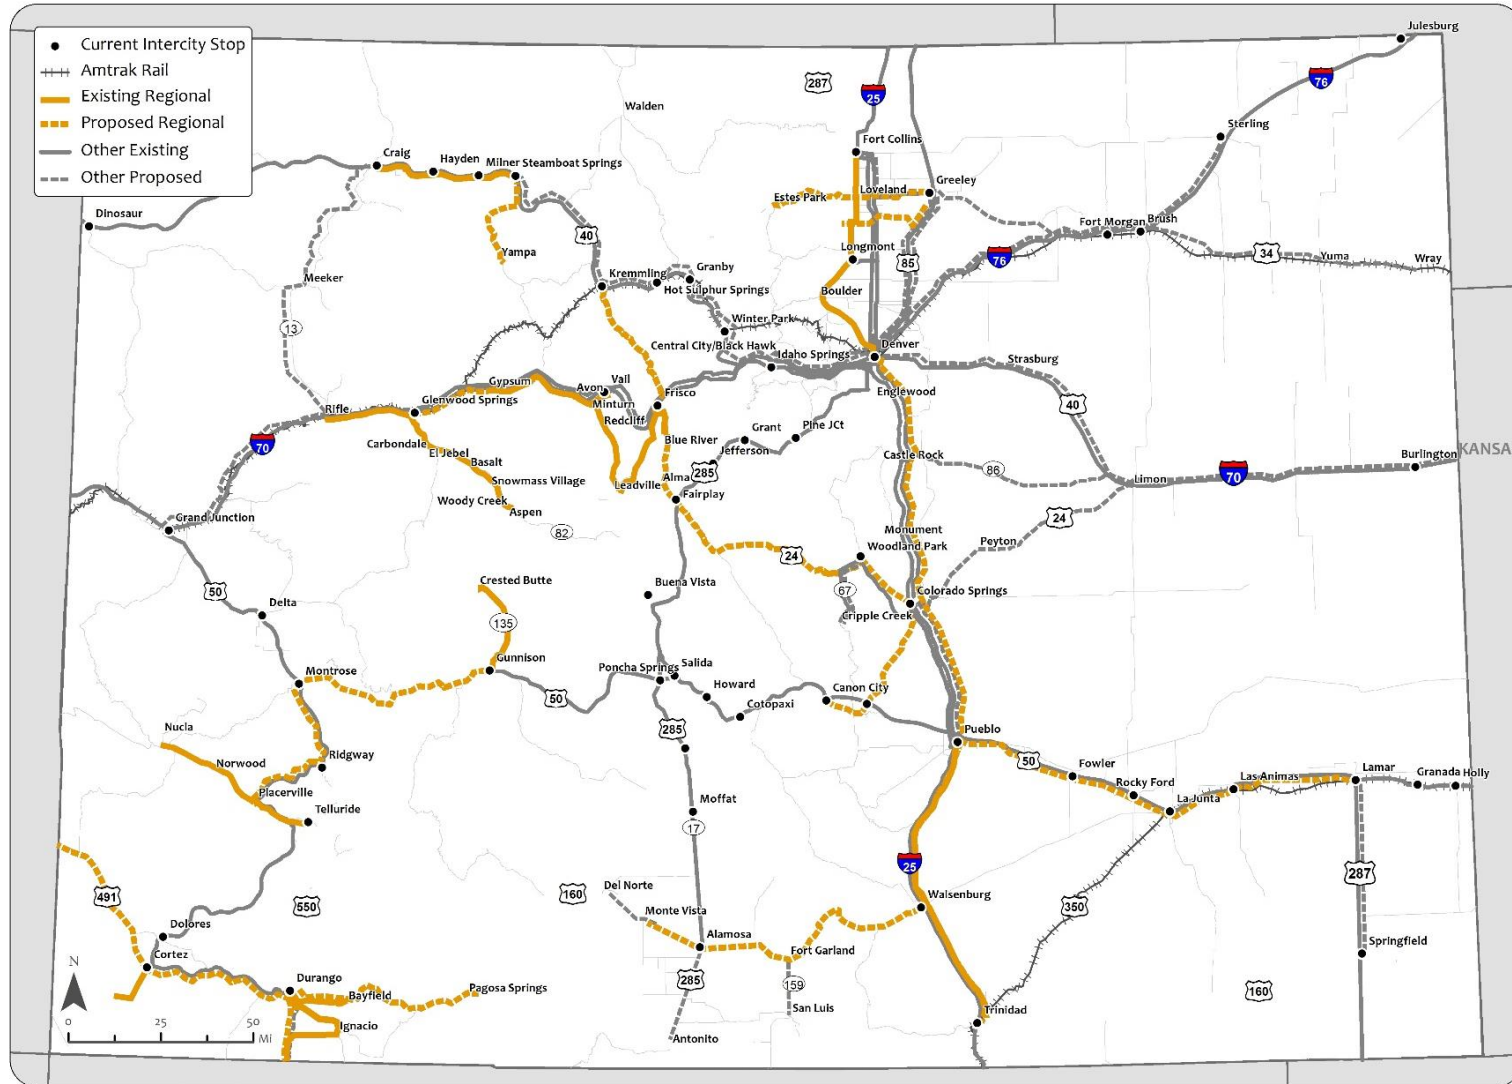 Current Intercity Stop
Amtrak Rail
Existing Regional
Proposed Regional
Other Existing
Other Proposed
Julesburg
76
287
25
Walden
Sterling
Fort Collins
Craig
Hayden
Milner
Steamboat Springs
Loveland
Greeley
Estes Park
Dinosaur
Fort Morgan
Brush
40
Yampa
Longmont
85
76
34
Yuma
Wray
Meeker
Kremmling
Granby
Hot Sulphur Springs
Boulder
13
Winter Park
Central City/Black Hawk
Idaho Springs
Denver
Strasburg
Gypsum
Avon
Vail
Minturn
Redcliff
Frisco
Englewood
40
Rifle
Glenwood Springs
70
Carbondale
El Jebel
Basalt
Snowmass Village
Woody Creek
Aspen
82
Leadville
Blue River
Jefferson
Grant
Pine JCt
285
Alma
Fairplay
Castle Rock
86
Limon
70
Burlington
KANSA
Grand Junction
24
Monument
Woodland Park
Peyton
24
50
Delta
Crested Butte
135
Buena Vista
67
Cripple Creek
Colorado Springs
Montrose
Gunnison
50
Poncha Springs
Salida
Howard
Cotopaxi
Canon City
Nucla
285
Pueblo
Norwood
Ridgway
50
Fowler
Rocky Ford
La Junta
Las Animas
Lamar
Granada
Holly
Placerville
Telluride
Moffat
17
25
287
491
550
160
Del Norte
Monte Vista
Walsenburg
350
Dolores
Cortez
Alamosa
Fort Garland
Springfield
N
Durango
Bayfield
Pagosa Springs
285
159
160
San Luis
Ignacio
Trinidad
Antonito
0
25
50
Mi